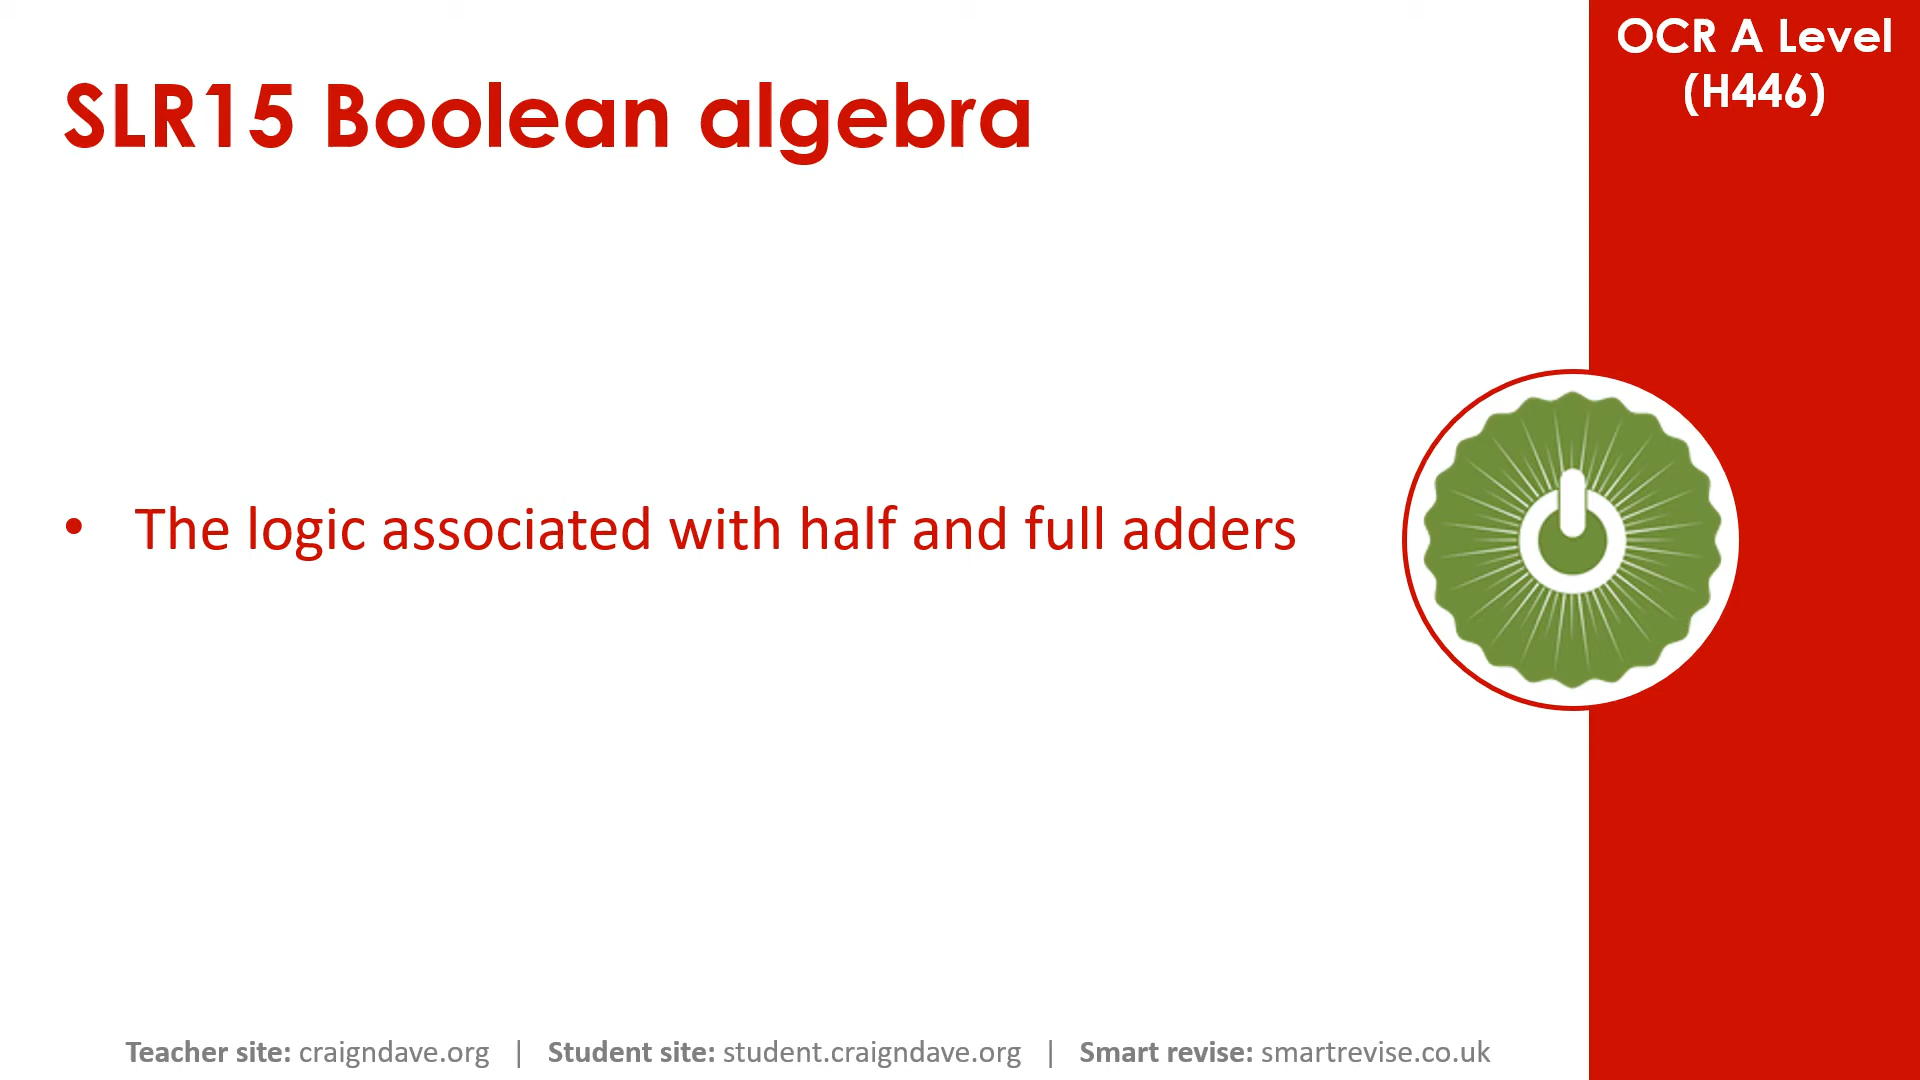 OCR A Level
(H446)
SLR15 Boolean algebra
• The logic associated with half and full adders
Teacher site: craigndave.org | Student site: student.craigndave.org | Smart revise: smartrevise.co.uk